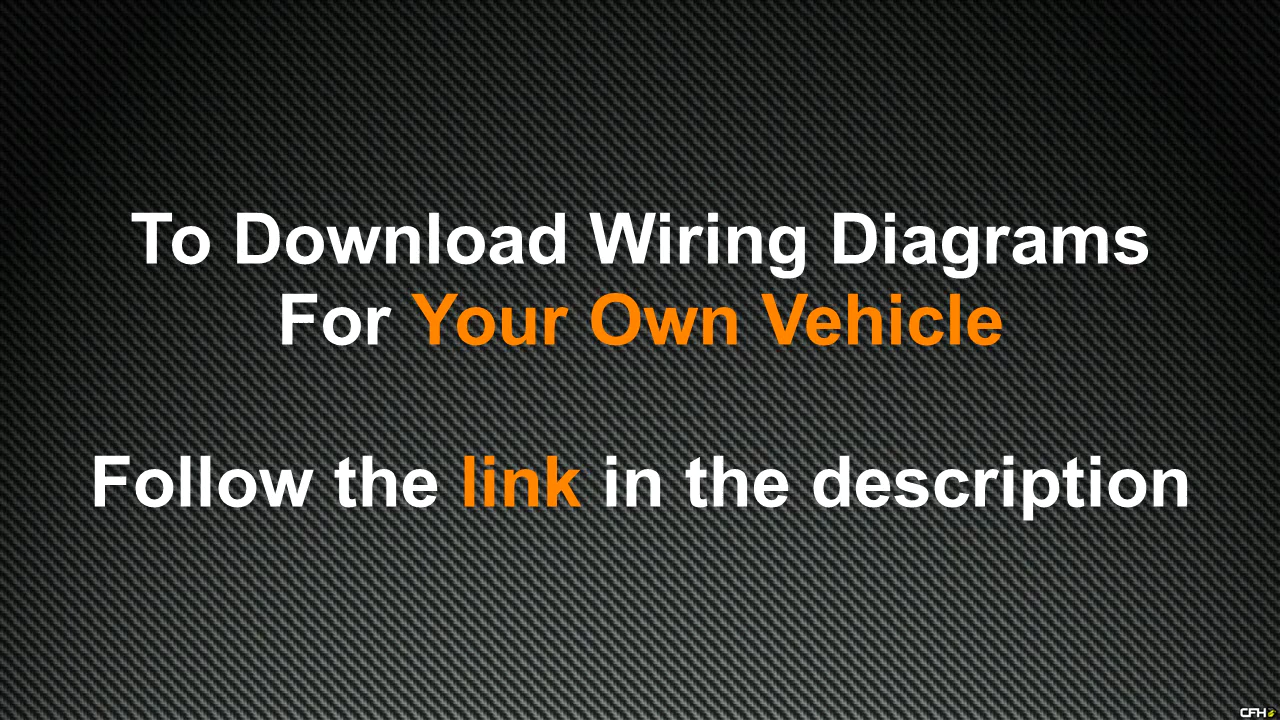 To Download Wiring Diagrams
For Your Own Vehicle
Follow the link in the description
CFH